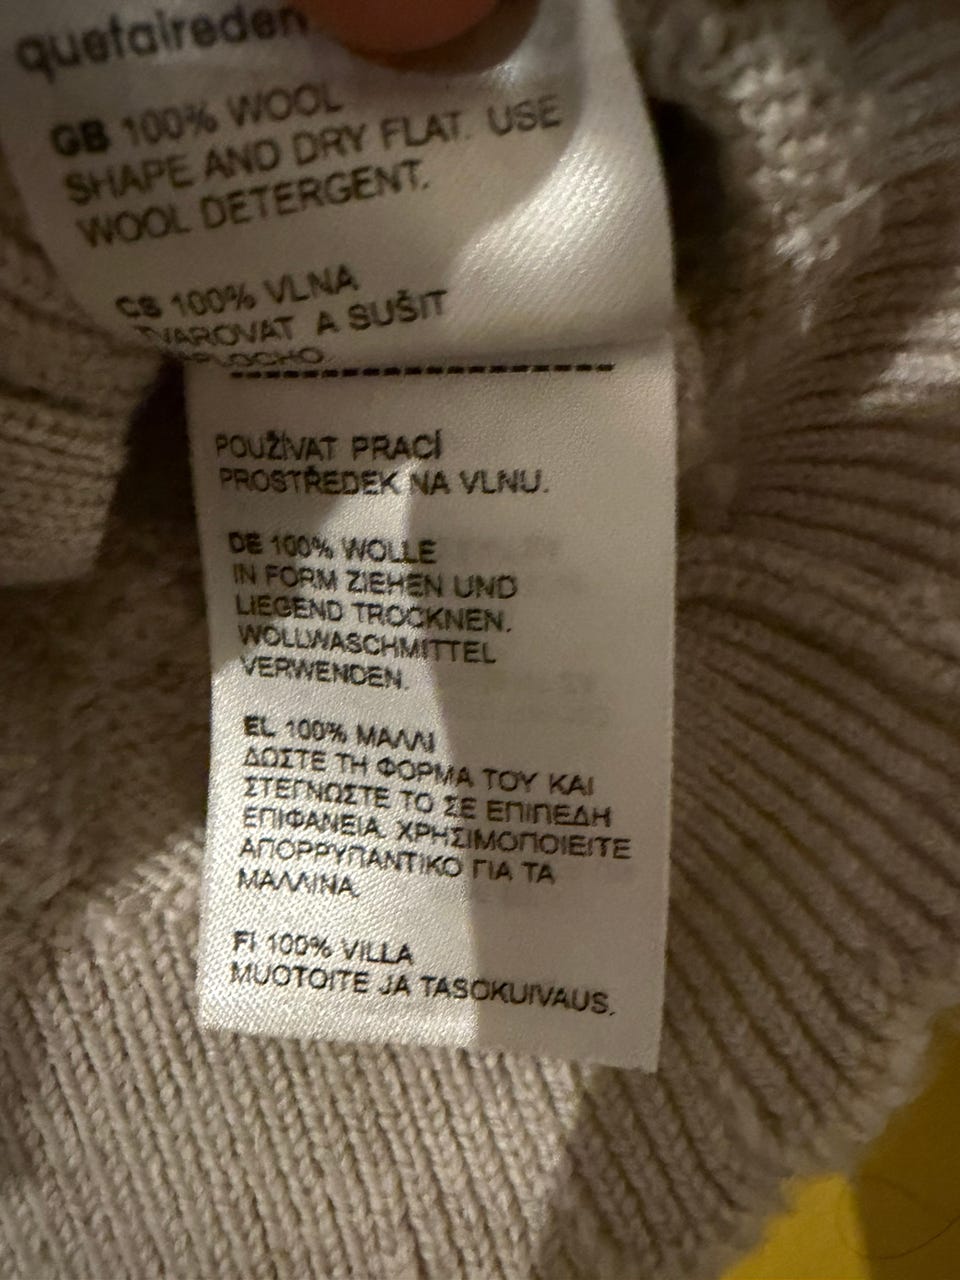 quetaireden
GB 100% WOOL
SHAPE AND DRY FLAT. USE
WOOL DETERGENT.
CS 100% VLNA
TVAROVAT A SUŠIT
NAPLOCHO.
POUŽÍVAT PRACÍ
PROSTŘEDEK NA VLNU.
DE 100% WOLLE
IN FORM ZIEHEN UND
LIEGEND TROCKNEN.
WOLLWASCHMITTEL
VERWENDEN.
EL 100% ΜΑΛΛΙ
ΔΩΣΤΕ ΤΗ ΦΟΡΜΑ ΤΟΥ ΚΑΙ
ΣΤΕΓΝΩΣΤΕ ΤΟ ΣΕ ΕΠΙΠΕΔΗ
ΕΠΙΦΑΝΕΙΑ. ΧΡΗΣΙΜΟΠΟΙΕΙΤΕ
ΑΠΟΡΡΥΠΑΝΤΙΚΟ ΓΙΑ ΤΑ
ΜΑΛΛΙΝΑ.
FI 100% VILLA
MUOTOITE JA TASOKUIVAUS.